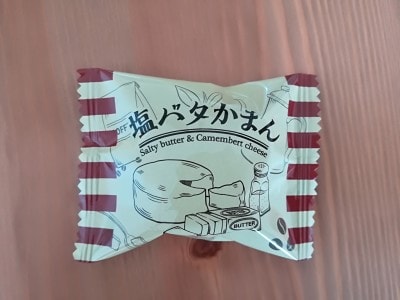 塩バタかまん
Salty butter & Camembert cheese
BUTTER